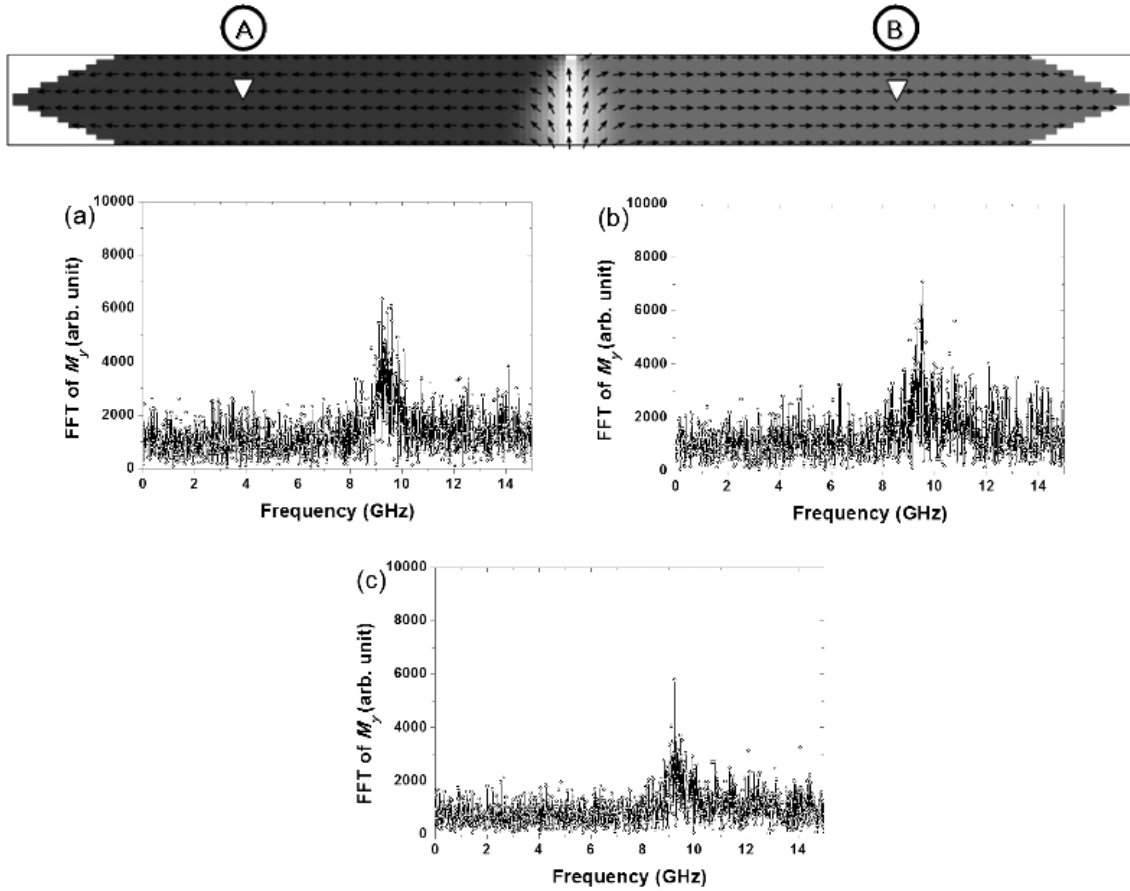 A
B
(a)
10000
8000
6000
4000
2000
0
FFT of My (arb. unit)
0 2 4 6 8 10 12 14
Frequency (GHz)
(b)
10000
8000
6000
4000
2000
0
FFT of My (arb. unit)
0 2 4 6 8 10 12 14
Frequency (GHz)
(c)
10000
8000
6000
4000
2000
0
FFT of My (arb. unit)
0 2 4 6 8 10 12 14
Frequency (GHz)